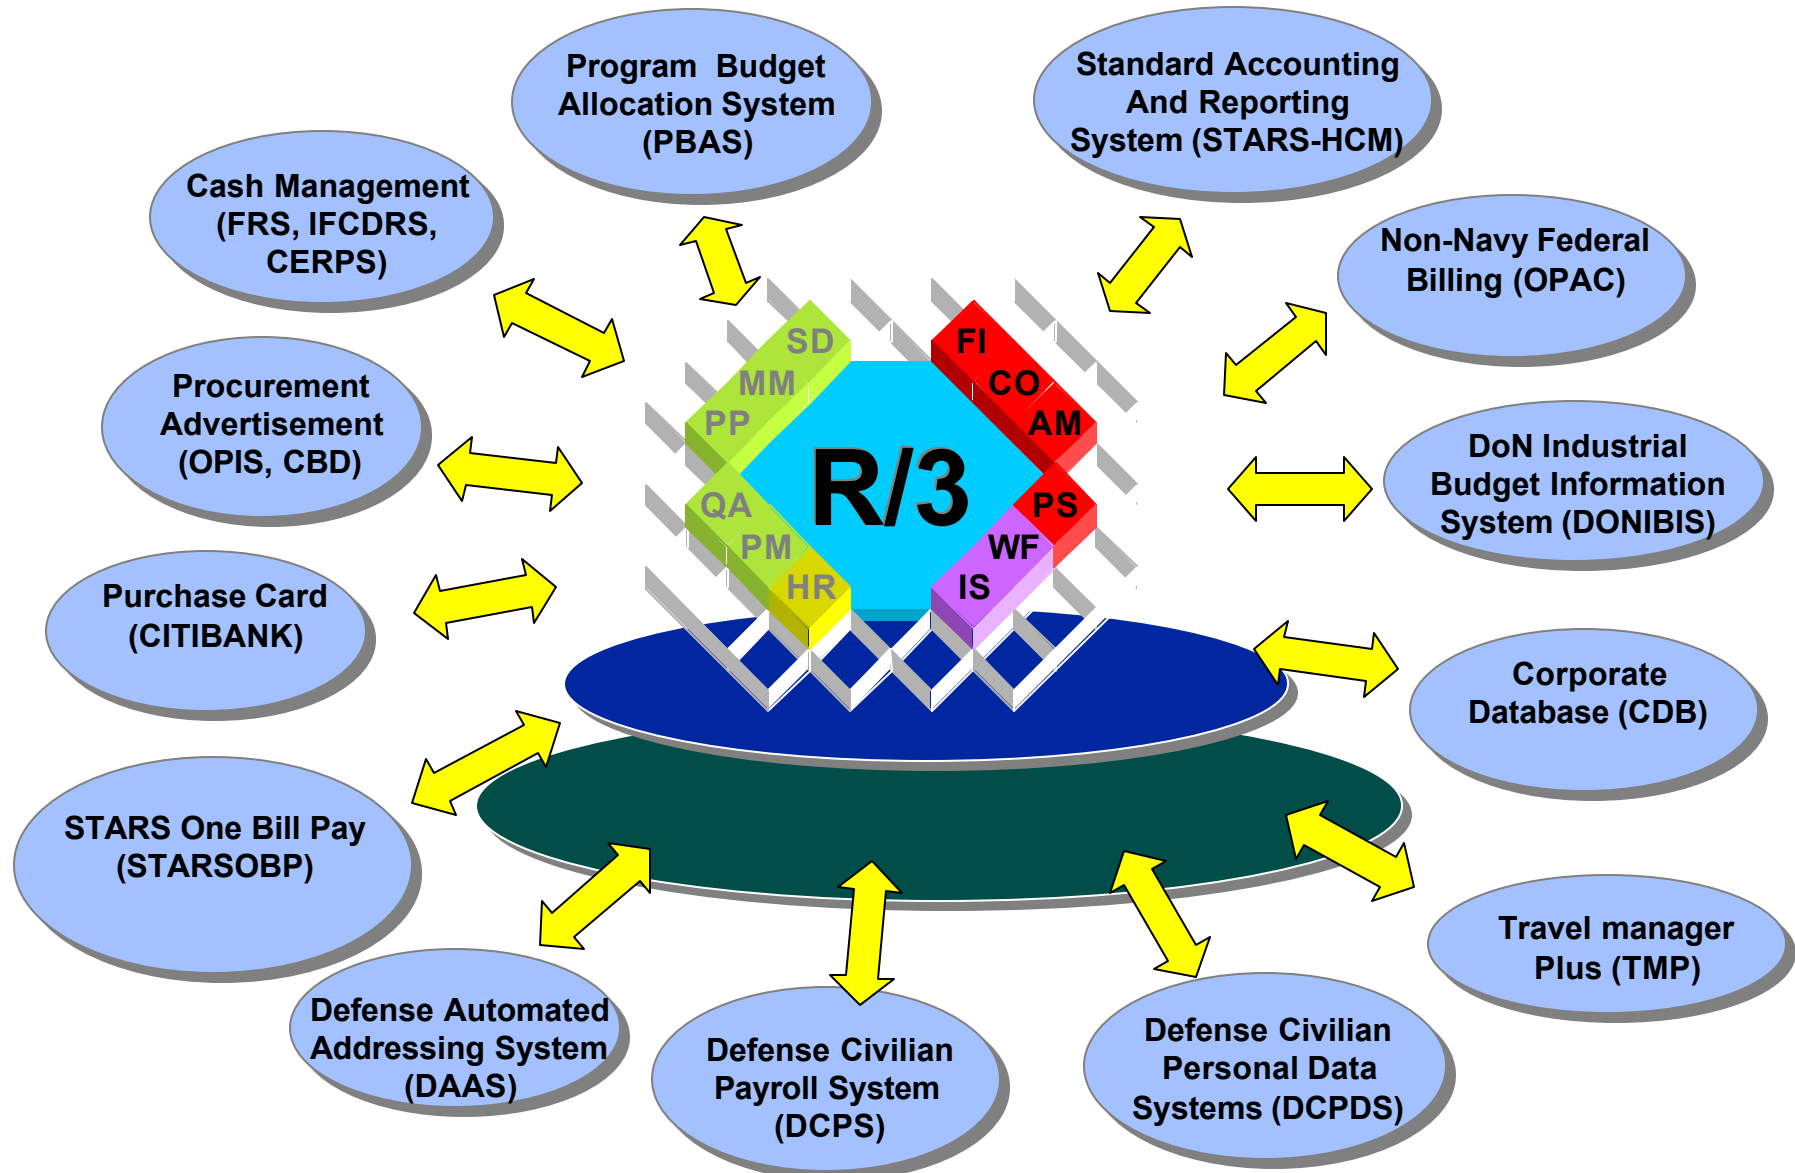 Program Budget
Allocation System
(PBAS)
Standard Accounting
And Reporting
System (STARS-HCM)
Cash Management
(FRS, IFCDRS,
CERPS)
Non-Navy Federal
Billing (OPAC)
Procurement
Advertisement
(OPIS, CBD)
DoN Industrial
Budget Information
System (DONIBIS)
Purchase Card
(CITIBANK)
Corporate
Database (CDB)
STARS One Bill Pay
(STARSOBP)
Travel manager
Plus (TMP)
Defense Automated
Addressing System
(DAAS)
Defense Civilian
Payroll System
(DCPS)
Defense Civilian
Personal Data
Systems (DCPDS)
SD
MM
PP
QA
PM
HR
R/3
FI
CO
AM
PS
WF
IS